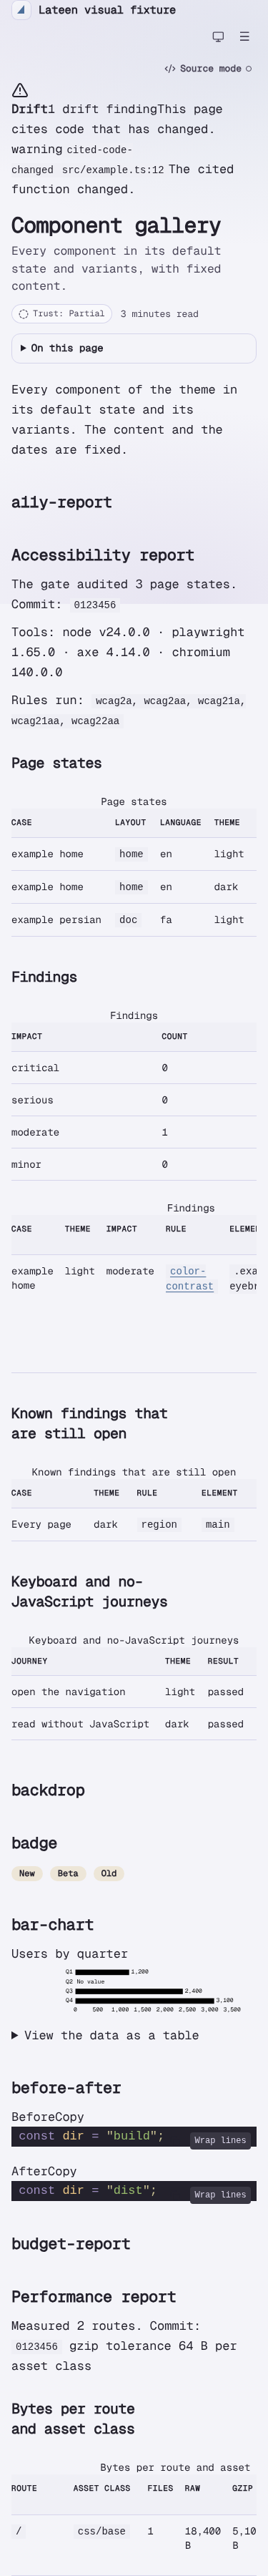 Lateen visual fixture
Source mode
Drift1 drift findingThis page
cites code that has changed.
warning cited-code-
changed src/example.ts:12 The cited
function changed.
Component gallery
Every component in its default
state and variants, with fixed
content.
Trust: Partial 3 minutes read
On this page
Every component of the theme in
its default state and its
variants. The content and the
dates are fixed.
a11y-report
Accessibility report
The gate audited 3 page states.
Commit: 0123456
Tools: node v24.0.0 · playwright
1.65.0 · axe 4.14.0 · chromium
140.0.0
Rules run: wcag2a, wcag2aa, wcag21a,
wcag21aa, wcag22aa
Page states
Page states
CASE LAYOUT LANGUAGE THEME
example home home en light
example home home en dark
example persian doc fa light
Findings
Findings
IMPACT COUNT
critical 0
serious 0
moderate 1
minor 0
Findings
CASE THEME IMPACT RULE ELEMEN
example home light moderate color-contrast .exa eyebr
Known findings that
are still open
Known findings that are still open
CASE THEME RULE ELEMENT
Every page dark region main
Keyboard and no-
JavaScript journeys
Keyboard and no-JavaScript journeys
JOURNEY THEME RESULT
open the navigation light passed
read without JavaScript dark passed
backdrop
badge
New Beta Old
bar-chart
Users by quarter
Q1 1,200
Q2 No value
Q3 2,400
Q4 3,100
0 500 1,000 1,500 2,000 2,500 3,000 3,500
View the data as a table
before-after
BeforeCopy
const dir = "build";
Wrap lines
AfterCopy
const dir = "dist";
Wrap lines
budget-report
Performance report
Measured 2 routes. Commit:
0123456 gzip tolerance 64 B per
asset class
Bytes per route
and asset class
Bytes per route and asset
ROUTE ASSET CLASS FILES RAW GZIP
/ css/base 1 18,400 B 5,10 B